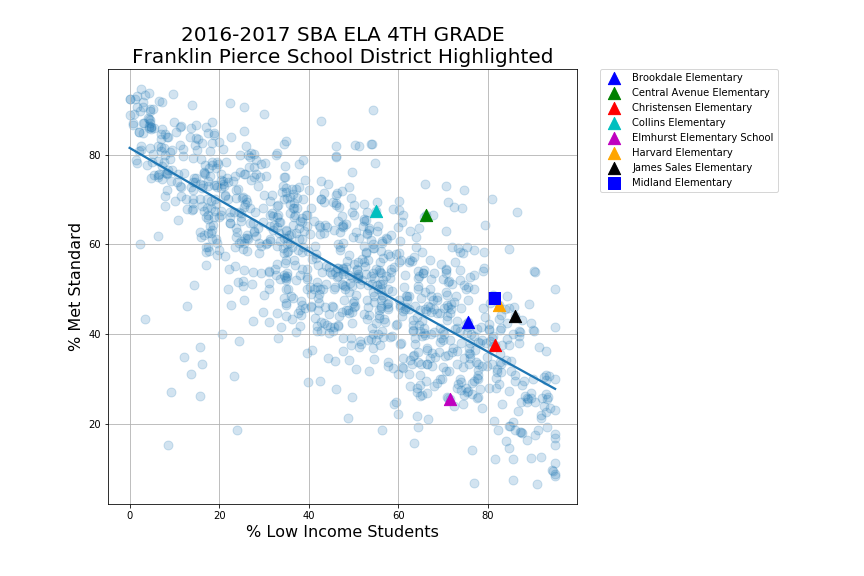 2016-2017 SBA ELA 4TH GRADE
Franklin Pierce School District Highlighted
Brookdale Elementary
Central Avenue Elementary
Christensen Elementary
Collins Elementary
Elmhurst Elementary School
Harvard Elementary
James Sales Elementary
Midland Elementary
% Met Standard
80
60
40
20
0 20 40 60 80
% Low Income Students